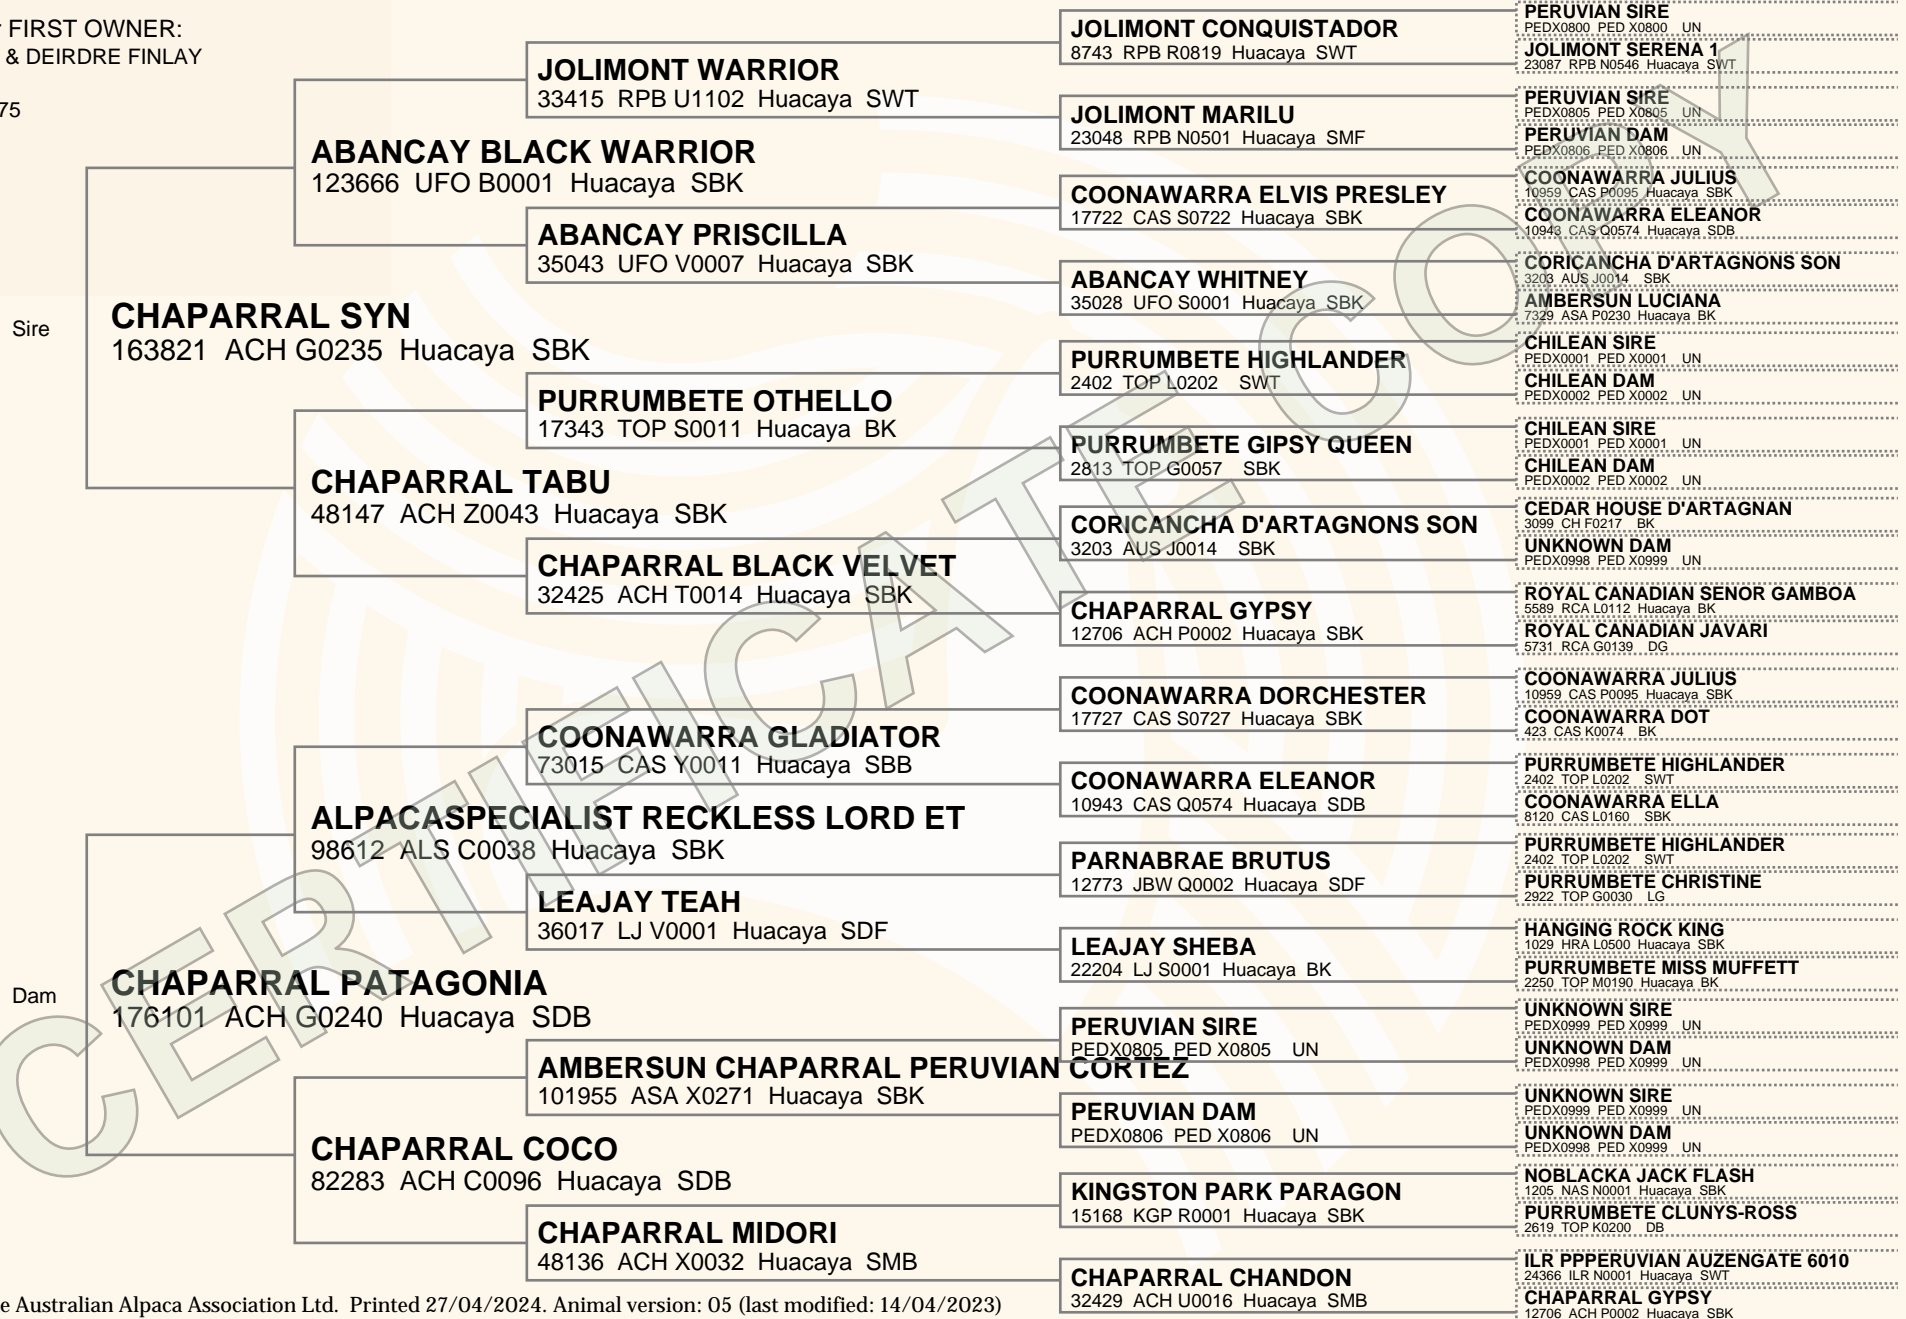 FIRST OWNER:
& DEIRDRE FINLAY
75
Sire
CHAPARRAL SYN
163821 ACH G0235 Huacaya SBK
Dam
CHAPARRAL PATAGONIA
176101 ACH G0240 Huacaya SDB
ABANCAY BLACK WARRIOR
123666 UFO B0001 Huacaya SBK
CHAPARRAL TABU
48147 ACH Z0043 Huacaya SBK
ALPACASPECIALIST RECKLESS LORD ET
98612 ALS C0038 Huacaya SBK
CHAPARRAL COCO
82283 ACH C0096 Huacaya SDB
JOLIMONT WARRIOR
33415 RPB U1102 Huacaya SWT
ABANCAY PRISCILLA
35043 UFO V0007 Huacaya SBK
PURRUMBETE OTHELLO
17343 TOP S0011 Huacaya BK
CHAPARRAL BLACK VELVET
32425 ACH T0014 Huacaya SBK
COONAWARRA GLADIATOR
73015 CAS Y0011 Huacaya SBB
LEAJAY TEAH
36017 LJ V0001 Huacaya SDF
AMBERSUN CHAPARRAL PERUVIAN CORTEZ
101955 ASA X0271 Huacaya SBK
CHAPARRAL MIDORI
48136 ACH X0032 Huacaya SMB
JOLIMONT CONQUISTADOR
8743 RPB R0819 Huacaya SWT
JOLIMONT MARILU
23048 RPB N0501 Huacaya SMF
COONAWARRA ELVIS PRESLEY
17722 CAS S0722 Huacaya SBK
ABANCAY WHITNEY
35028 UFO S0001 Huacaya SBK
PURRUMBETE HIGHLANDER
2402 TOP L0202 SWT
PURRUMBETE GIPSY QUEEN
2813 TOP G0057 SBK
CORICANCHA D'ARTAGNONS SON
3203 AUS J0014 SBK
CHAPARRAL GYPSY
12706 ACH P0002 Huacaya SBK
COONAWARRA DORCHESTER
17727 CAS S0727 Huacaya SBK
COONAWARRA ELEANOR
10943 CAS Q0574 Huacaya SDB
PARNABRAE BRUTUS
12773 JBW Q0002 Huacaya SDF
LEAJAY SHEBA
22204 LJ S0001 Huacaya BK
PERUVIAN SIRE
PEDX0805 PED X0805 UN
PERUVIAN DAM
PEDX0806 PED X0806 UN
KINGSTON PARK PARAGON
15168 KGP R0001 Huacaya SBK
CHAPARRAL CHANDON
32429 ACH U0016 Huacaya SMB
PERUVIAN SIRE
PEDX0800 PED X0800 UN
JOLIMONT SERENA 1
23087 RPB N0546 Huacaya SWT
PERUVIAN SIRE
PEDX0805 PED X0805 UN
PERUVIAN DAM
PEDX0806 PED X0806 UN
COONAWARRA JULIUS
10959 CAS P0095 Huacaya SBK
COONAWARRA ELEANOR
10943 CAS Q0574 Huacaya SDB
CORICANCHA D'ARTAGNONS SON
3203 AUS J0014 SBK
AMBERSUN LUCIANA
7329 ASA P0230 Huacaya BK
CHILEAN SIRE
PEDX0001 PED X0001 UN
CHILEAN DAM
PEDX0002 PED X0002 UN
CHILEAN SIRE
PEDX0001 PED X0001 UN
CHILEAN DAM
PEDX0002 PED X0002 UN
CEDAR HOUSE D'ARTAGNAN
3099 CH F0217 BK
UNKNOWN DAM
PEDX0998 PED X0999 UN
ROYAL CANADIAN SENOR GAMBOA
5589 RCA L0112 Huacaya BK
ROYAL CANADIAN JAVARI
5731 RCA G0139 DG
COONAWARRA JULIUS
10959 CAS P0095 Huacaya SBK
COONAWARRA DOT
423 CAS K0074 BK
PURRUMBETE HIGHLANDER
2402 TOP L0202 SWT
COONAWARRA ELLA
8120 CAS L0160 SBK
PURRUMBETE HIGHLANDER
2402 TOP L0202 SWT
PURRUMBETE CHRISTINE
2922 TOP G0030 LG
HANGING ROCK KING
1029 HRA L0500 Huacaya SBK
PURRUMBETE MISS MUFFETT
2250 TOP M0190 Huacaya BK
UNKNOWN SIRE
PEDX0999 PED X0999 UN
UNKNOWN DAM
PEDX0998 PED X0999 UN
UNKNOWN SIRE
PEDX0999 PED X0999 UN
UNKNOWN DAM
PEDX0998 PED X0999 UN
NOBLACKA JACK FLASH
1205 NAS N0001 Huacaya SBK
PURRUMBETE CLUNYS-ROSS
2619 TOP K0200 DB
ILR PPPERUVIAN AUZENGATE 6010
24366 ILR N0001 Huacaya SWT
CHAPARRAL GYPSY
12706 ACH P0002 Huacaya SBK
e Australian Alpaca Association Ltd. Printed 27/04/2024. Animal version: 05 (last modified: 14/04/2023)
CERTIFICATE COPY